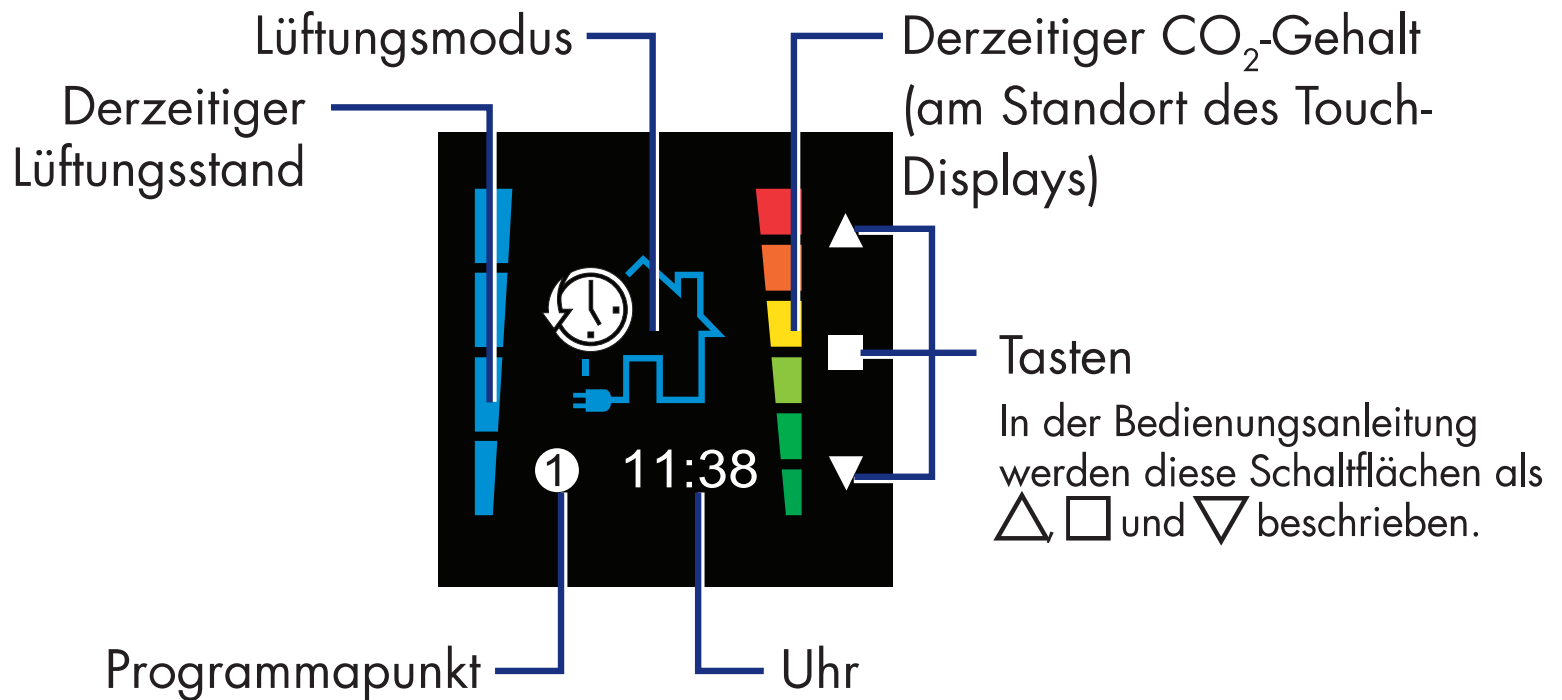 Lüftungsmodus
Derzeitiger
Lüftungsstand
Derzeitiger CO₂-Gehalt
(am Standort des Touch-
Displays)
Tasten
In der Bedienungsanleitung
werden diese Schaltflächen als
△, □ und ▽ beschrieben.
1 11:38
Programmapunkt
Uhr